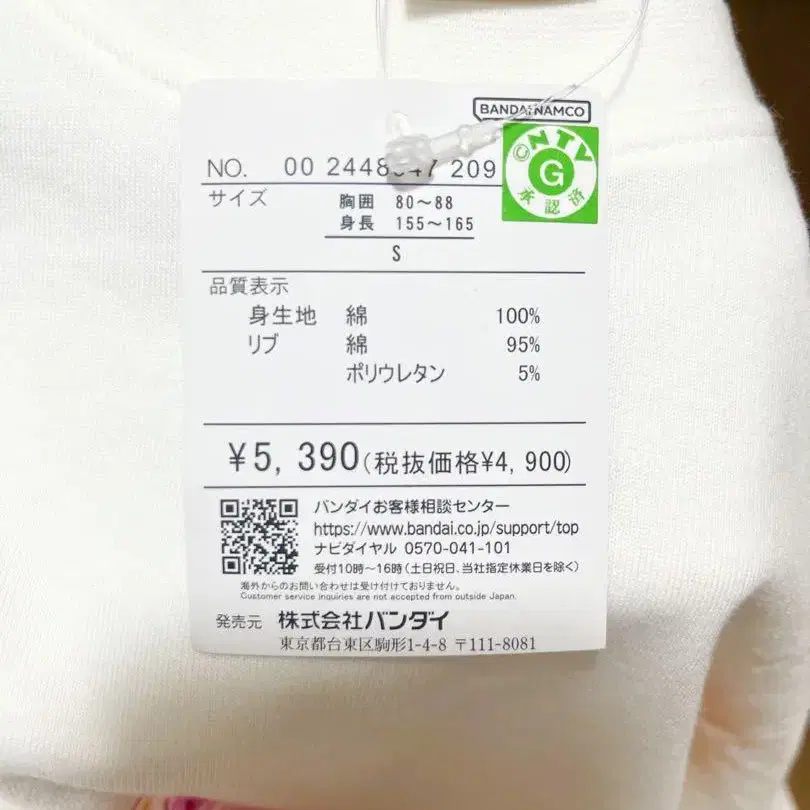 BANDAI NAMCO
©NTV
G
承認済
NO. 00 209
サイズ 胸囲 80～88
身長 155～165
S
品質表示
身生地 綿 100%
リブ 綿 95%
ポリウレタン 5%
¥5,390(税抜価格¥4,900)
バンダイお客様相談センター
https://www.bandai.co.jp/support/top
ナビダイヤル 0570-041-101
受付10時～16時(土日祝日、当社指定休業日を除く)
海外からのお問い合わせは受け付けておりません。
Customer service inquiries are not accepted from outside Japan.
発売元 株式会社バンダイ
東京都台東区駒形1-4-8 〒111-8081